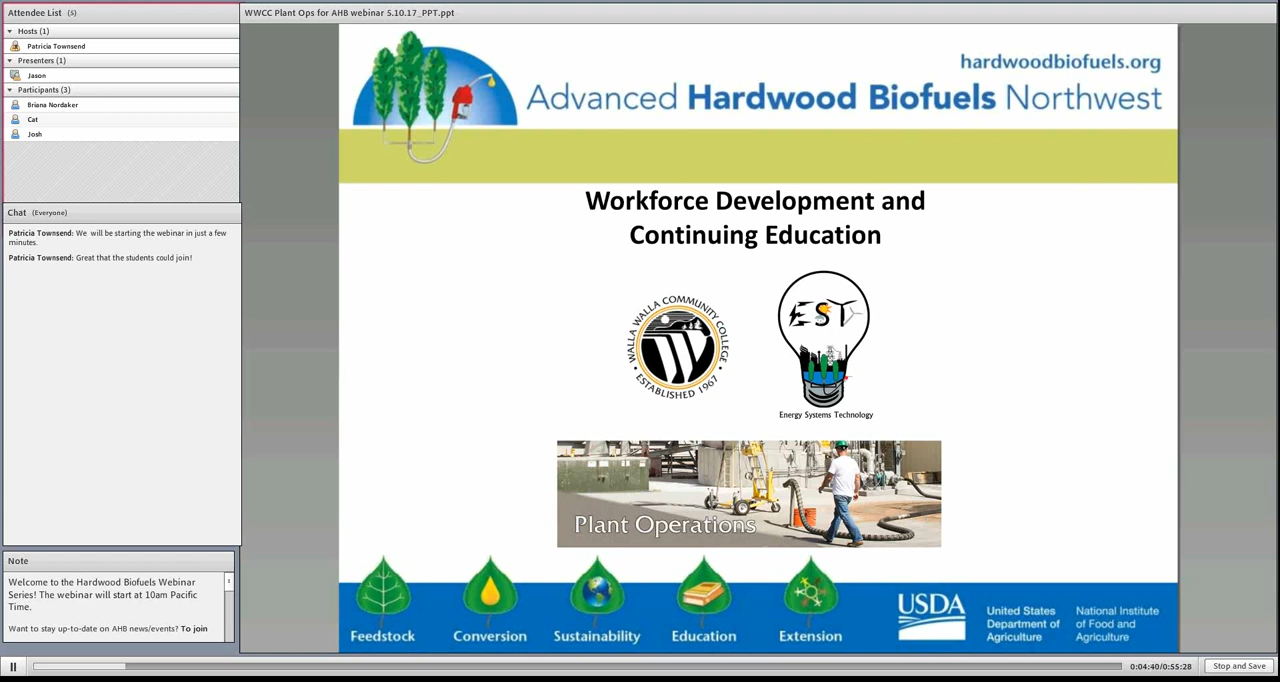 Attendee List (5)
Hosts (1)
Patricia Townsend
Presenters (1)
Jason
Participants (3)
Briana Nordaker
Cat
Josh
Chat (Everyone)
Patricia Townsend: We will be starting the webinar in just a few
minutes.
Patricia Townsend: Great that the students could join!
Note
Welcome to the Hardwood Biofuels Webinar
Series! The webinar will start at 10am Pacific
Time.
Want to stay up-to-date on AHB news/events? To join
WWCC Plant Ops for AHB webinar 5.10.17_PPT.ppt
hardwoodbiofuels.org
Advanced Hardwood Biofuels Northwest
Workforce Development and
Continuing Education
WALLA WALLA COMMUNITY COLLEGE
• ESTABLISHED 1967 •
EST
Energy Systems Technology
Plant Operations
Feedstock
Conversion
Sustainability
Education
Extension
USDA
United States
Department of
Agriculture
National Institute
of Food and
Agriculture
0:04:40/0:55:28
Stop and Save